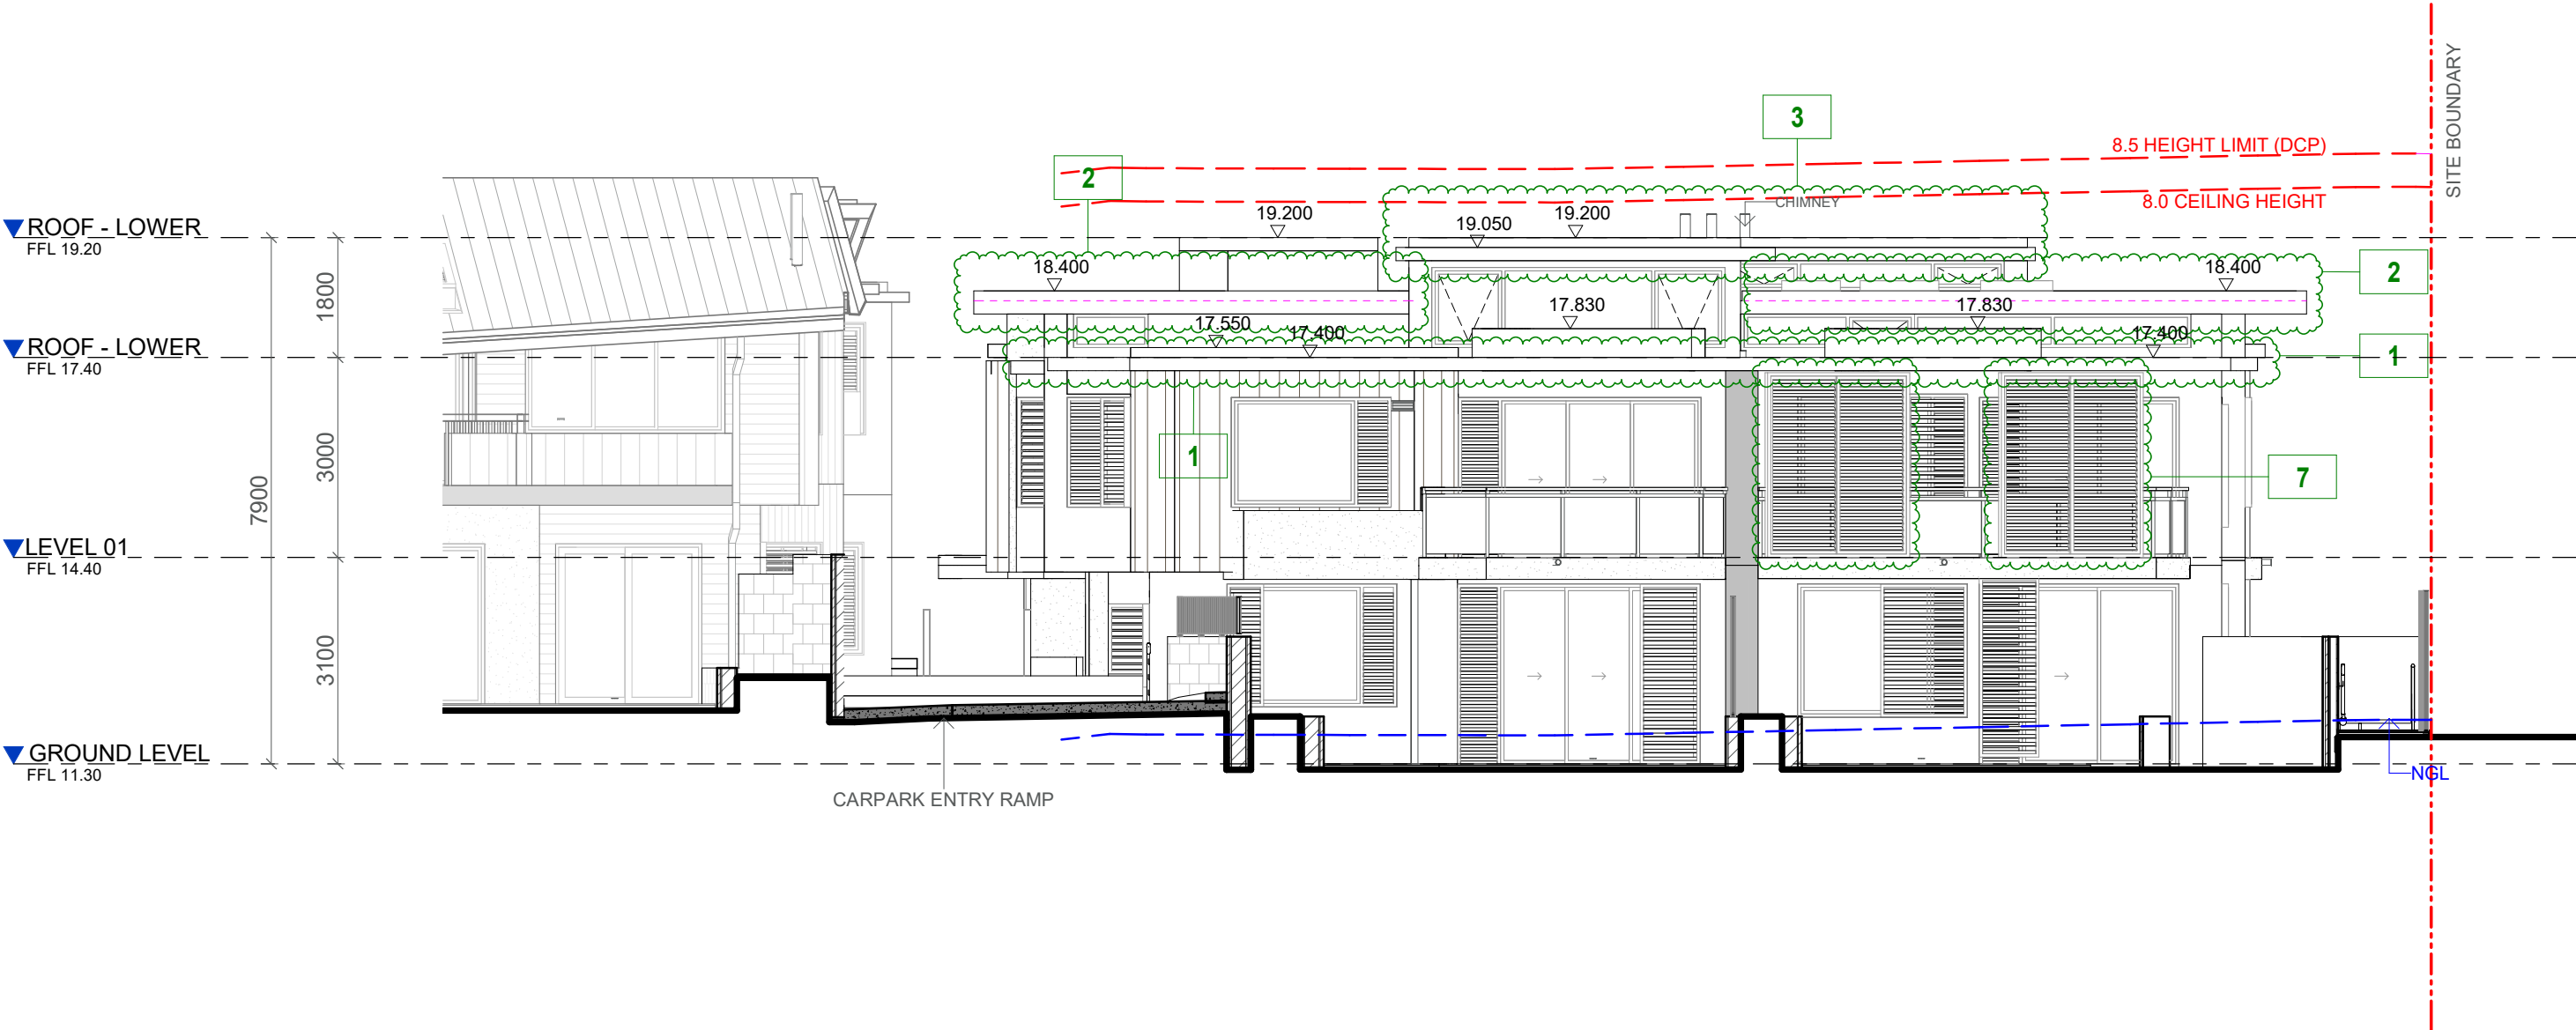 SITE BOUNDARY
3
8.5 HEIGHT LIMIT (DCP)
2
8.0 CEILING HEIGHT
CHIMNEY
19.200
19.050
19.200
ROOF - LOWER
FFL 19.20
18.400
18.400
2
1800
17.830
17.830
17.550
17.400
17.400
ROOF - LOWER
FFL 17.40
1
3000
1
7
7900
LEVEL 01
FFL 14.40
3100
GROUND LEVEL
FFL 11.30
NGL
CARPARK ENTRY RAMP